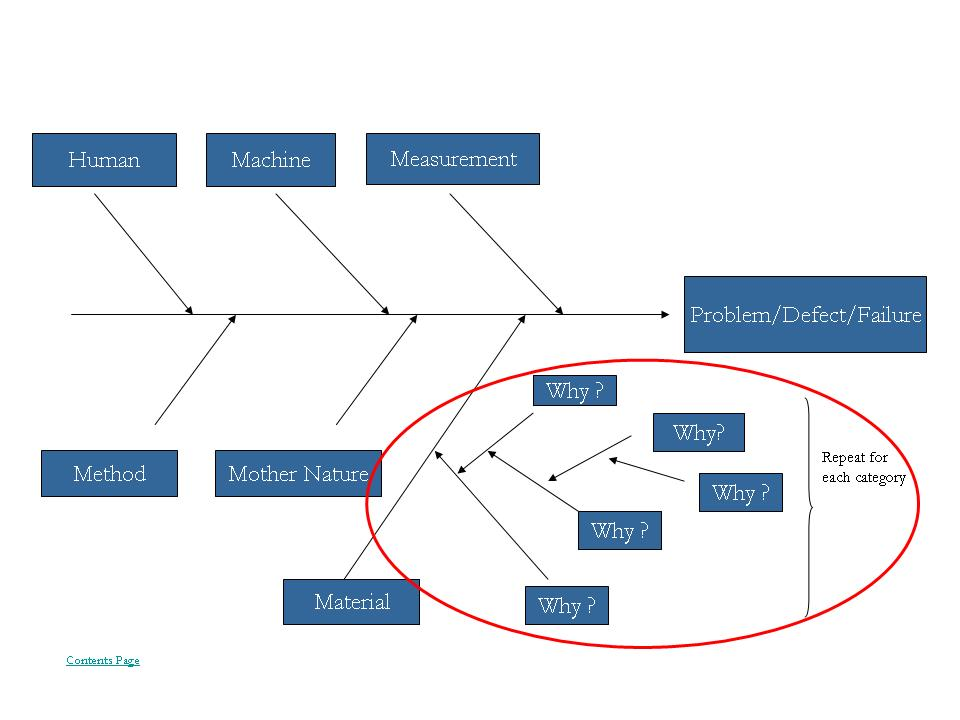 Human
Machine
Measurement
Problem/Defect/Failure
Why ?
Why?
Repeat for
each category
Method
Mother Nature
Why ?
Why ?
Material
Why ?
Contents Page